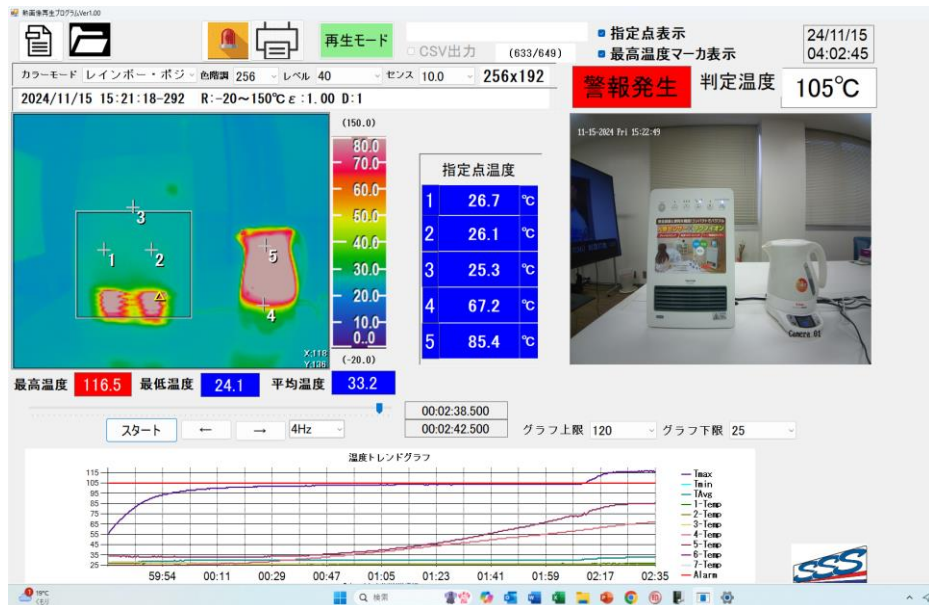 熱画像再生プログラムVer1.00
再生モード
CSV出力
(633/649)
指定点表示
最高温度マーカ表示
24/11/15
04:02:45
カラーモード レインボー・ポジ 色階調 256 レベル 40 センス 10.0 256x192
警報発生 判定温度 105℃
2024/11/15 15:21:18-292 R:-20～150℃ ε:1.00 D:1
(150.0)
80.0
70.0
60.0
50.0
40.0
30.0
20.0
10.0
0.0
(-20.0)
3
1
2
5
4
X:118
Y:136
指定点温度
1 26.7 ℃
2 26.1 ℃
3 25.3 ℃
4 67.2 ℃
5 85.4 ℃
11-15-2024 Fri 15:22:49
Camera 01
最高温度 116.5 最低温度 24.1 平均温度 33.2
00:02:38.500
00:02:42.500
スタート ← → 4Hz
グラフ上限 120 グラフ下限 25
温度トレンドグラフ
115
105
95
85
75
65
55
45
35
25
59:54 00:11 00:29 00:47 01:05 01:23 01:41 01:59 02:17 02:35
Tmax
Tmin
TAvg
1-Temp
2-Temp
3-Temp
4-Temp
5-Temp
6-Temp
7-Temp
Alarm
SSS
19°C
検索